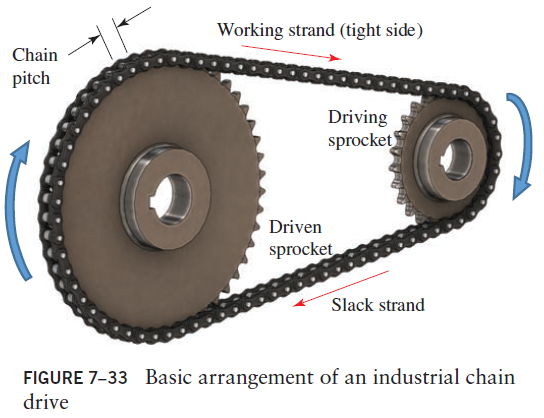 Working strand (tight side)
Chain
pitch
Driving
sprocket
Driven
sprocket
Slack strand
FIGURE 7–33 Basic arrangement of an industrial chain
drive